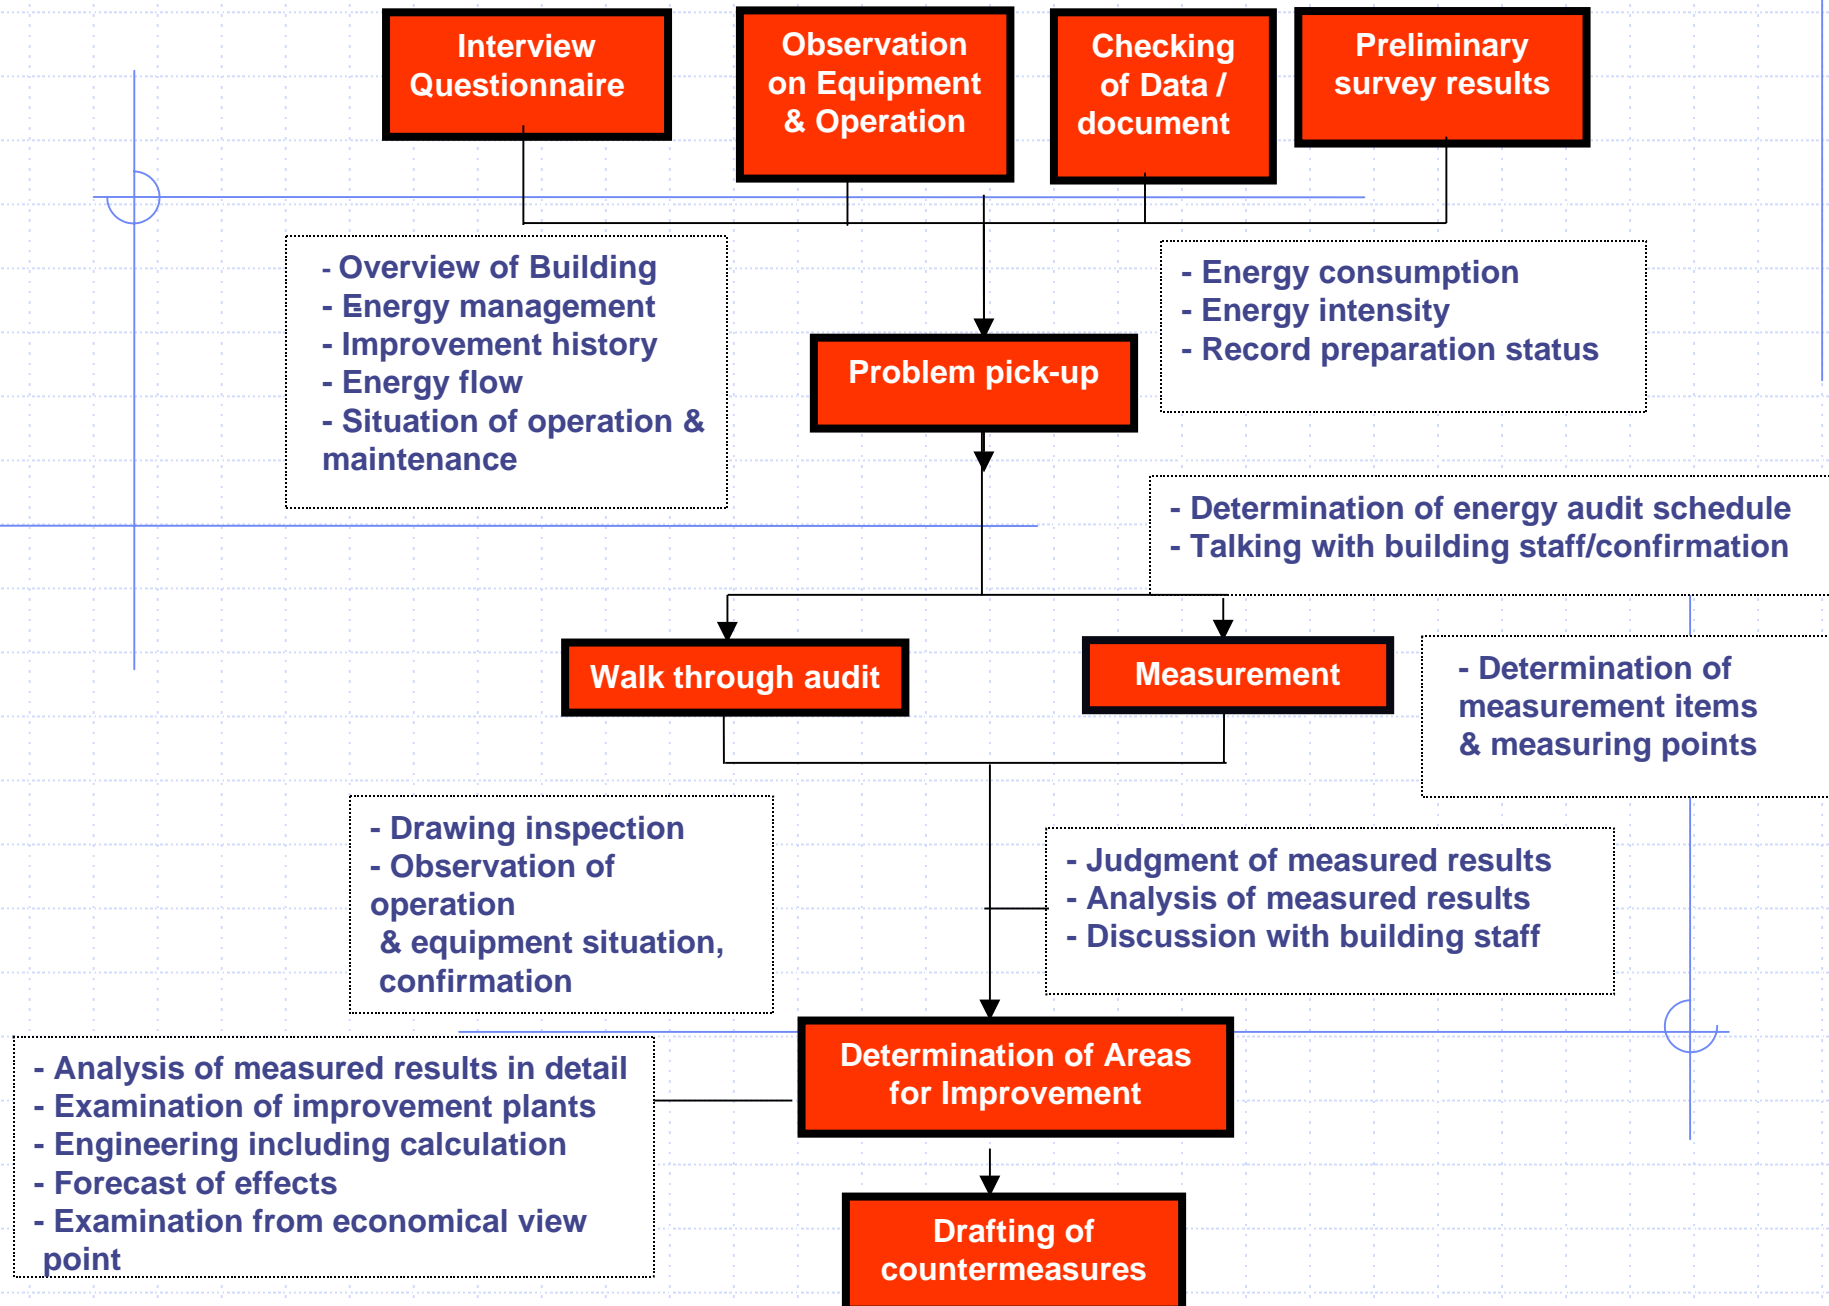 Interview
Questionnaire
Observation
on Equipment
& Operation
Checking
of Data /
document
Preliminary
survey results
- Overview of Building
- Energy management
- Improvement history
- Energy flow
- Situation of operation &
maintenance
- Energy consumption
- Energy intensity
- Record preparation status
Problem pick-up
- Determination of energy audit schedule
- Talking with building staff/confirmation
Walk through audit
Measurement
- Determination of
measurement items
& measuring points
- Drawing inspection
- Observation of
operation
& equipment situation,
confirmation
- Judgment of measured results
- Analysis of measured results
- Discussion with building staff
Determination of Areas
for Improvement
- Analysis of measured results in detail
- Examination of improvement plants
- Engineering including calculation
- Forecast of effects
- Examination from economical view
point
Drafting of
countermeasures